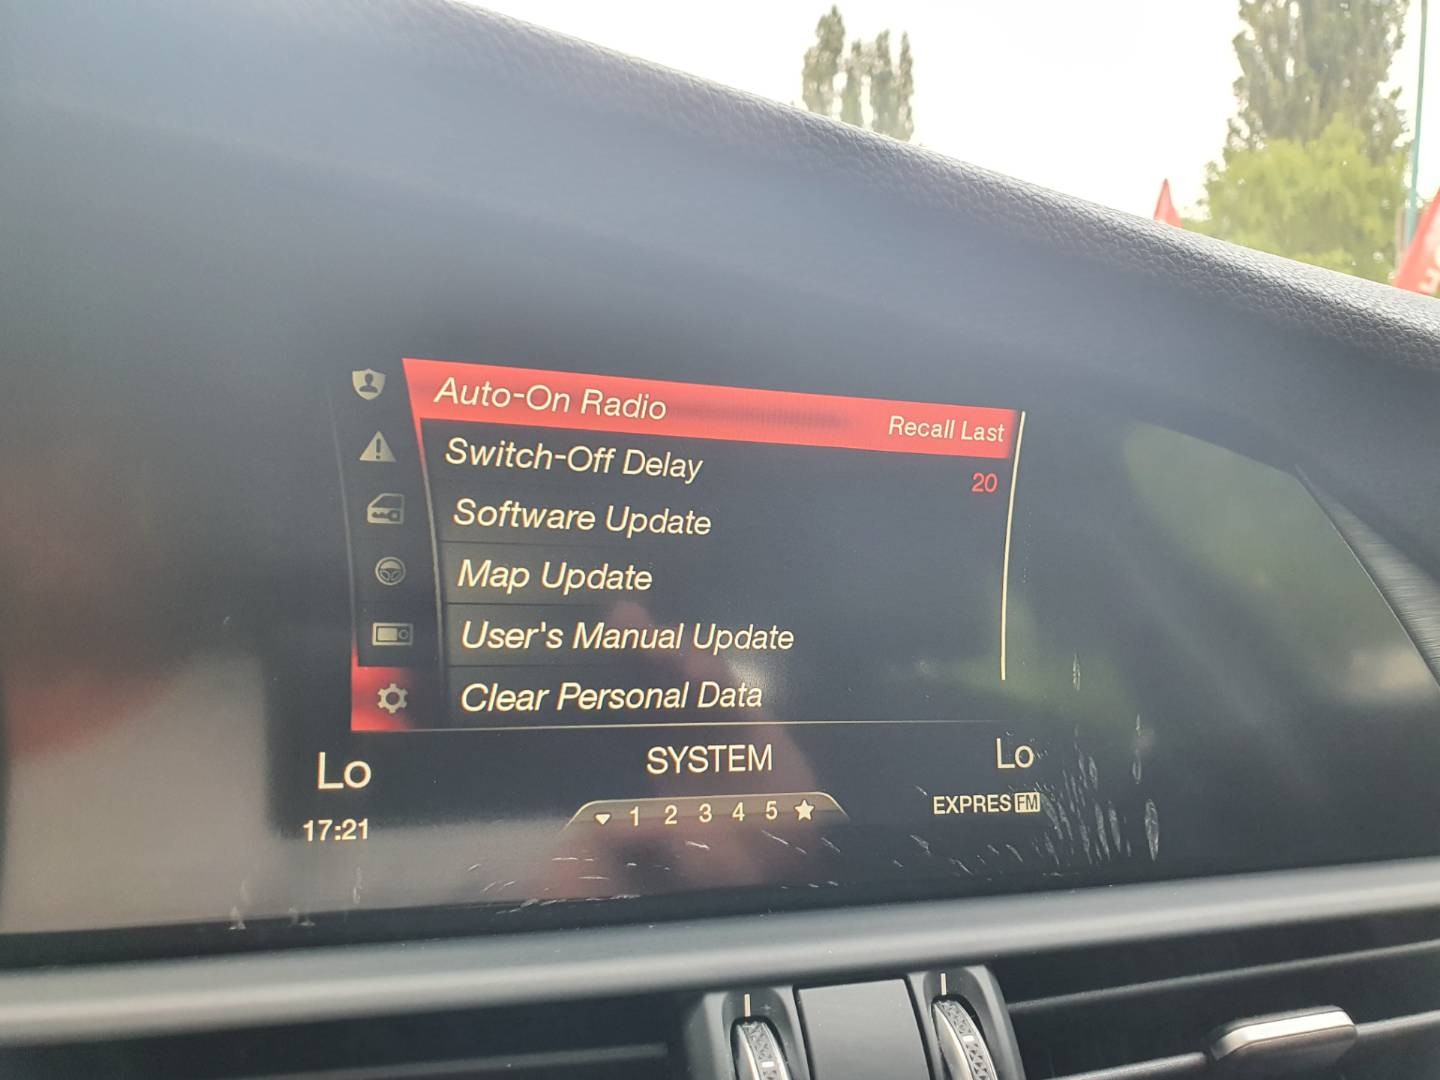 Auto-On Radio Recall Last
Switch-Off Delay 20
Software Update
Map Update
User's Manual Update
Clear Personal Data
Lo SYSTEM Lo
17:21 1 2 3 4 5 EXPRES FM